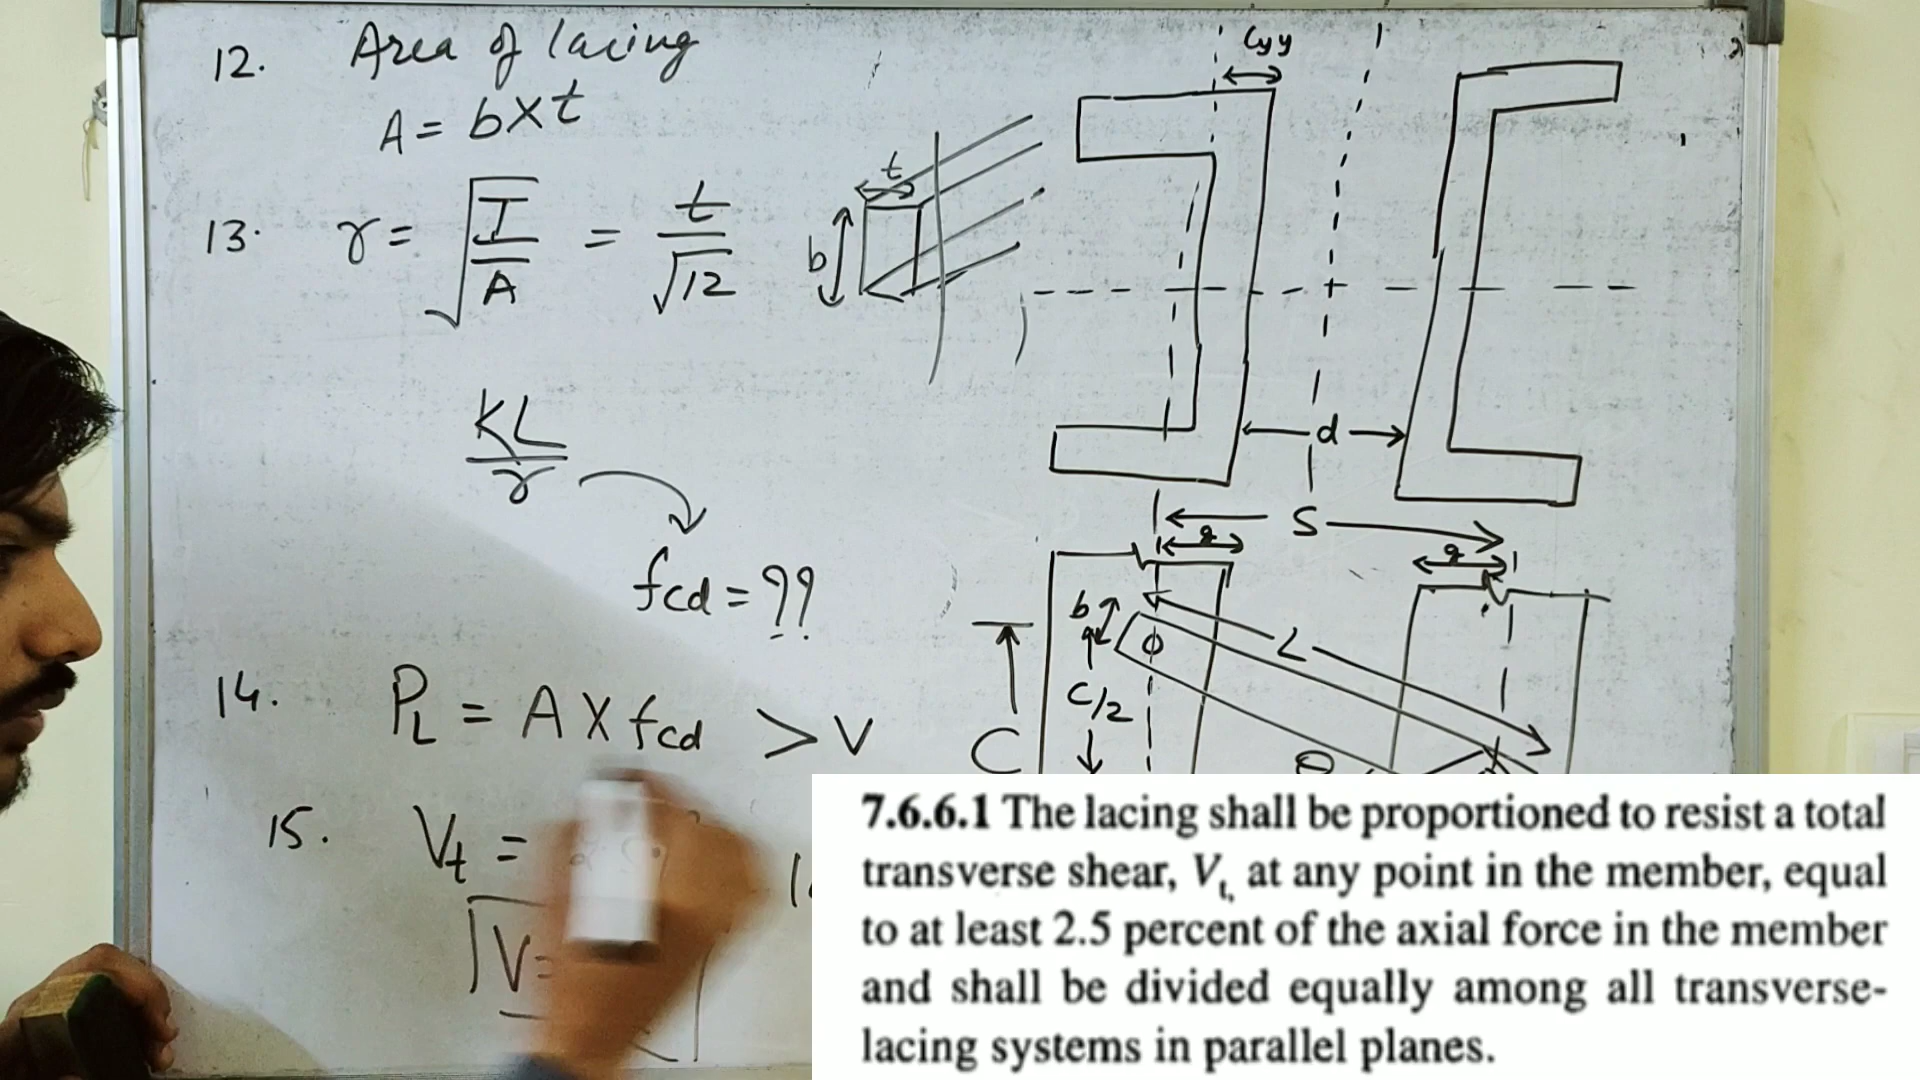 12. Area of lacing
A = b×t
13. r = √(I/A) = t/√12
t
b
KL/r
fcd = ??
14. PL = A X fcd > V
15. Vt =
V=
Cyy
d
S
g
g
b
L
C/2
C
θ
7.6.6.1 The lacing shall be proportioned to resist a total
transverse shear, Vt, at any point in the member, equal
to at least 2.5 percent of the axial force in the member
and shall be divided equally among all transverse-
lacing systems in parallel planes.